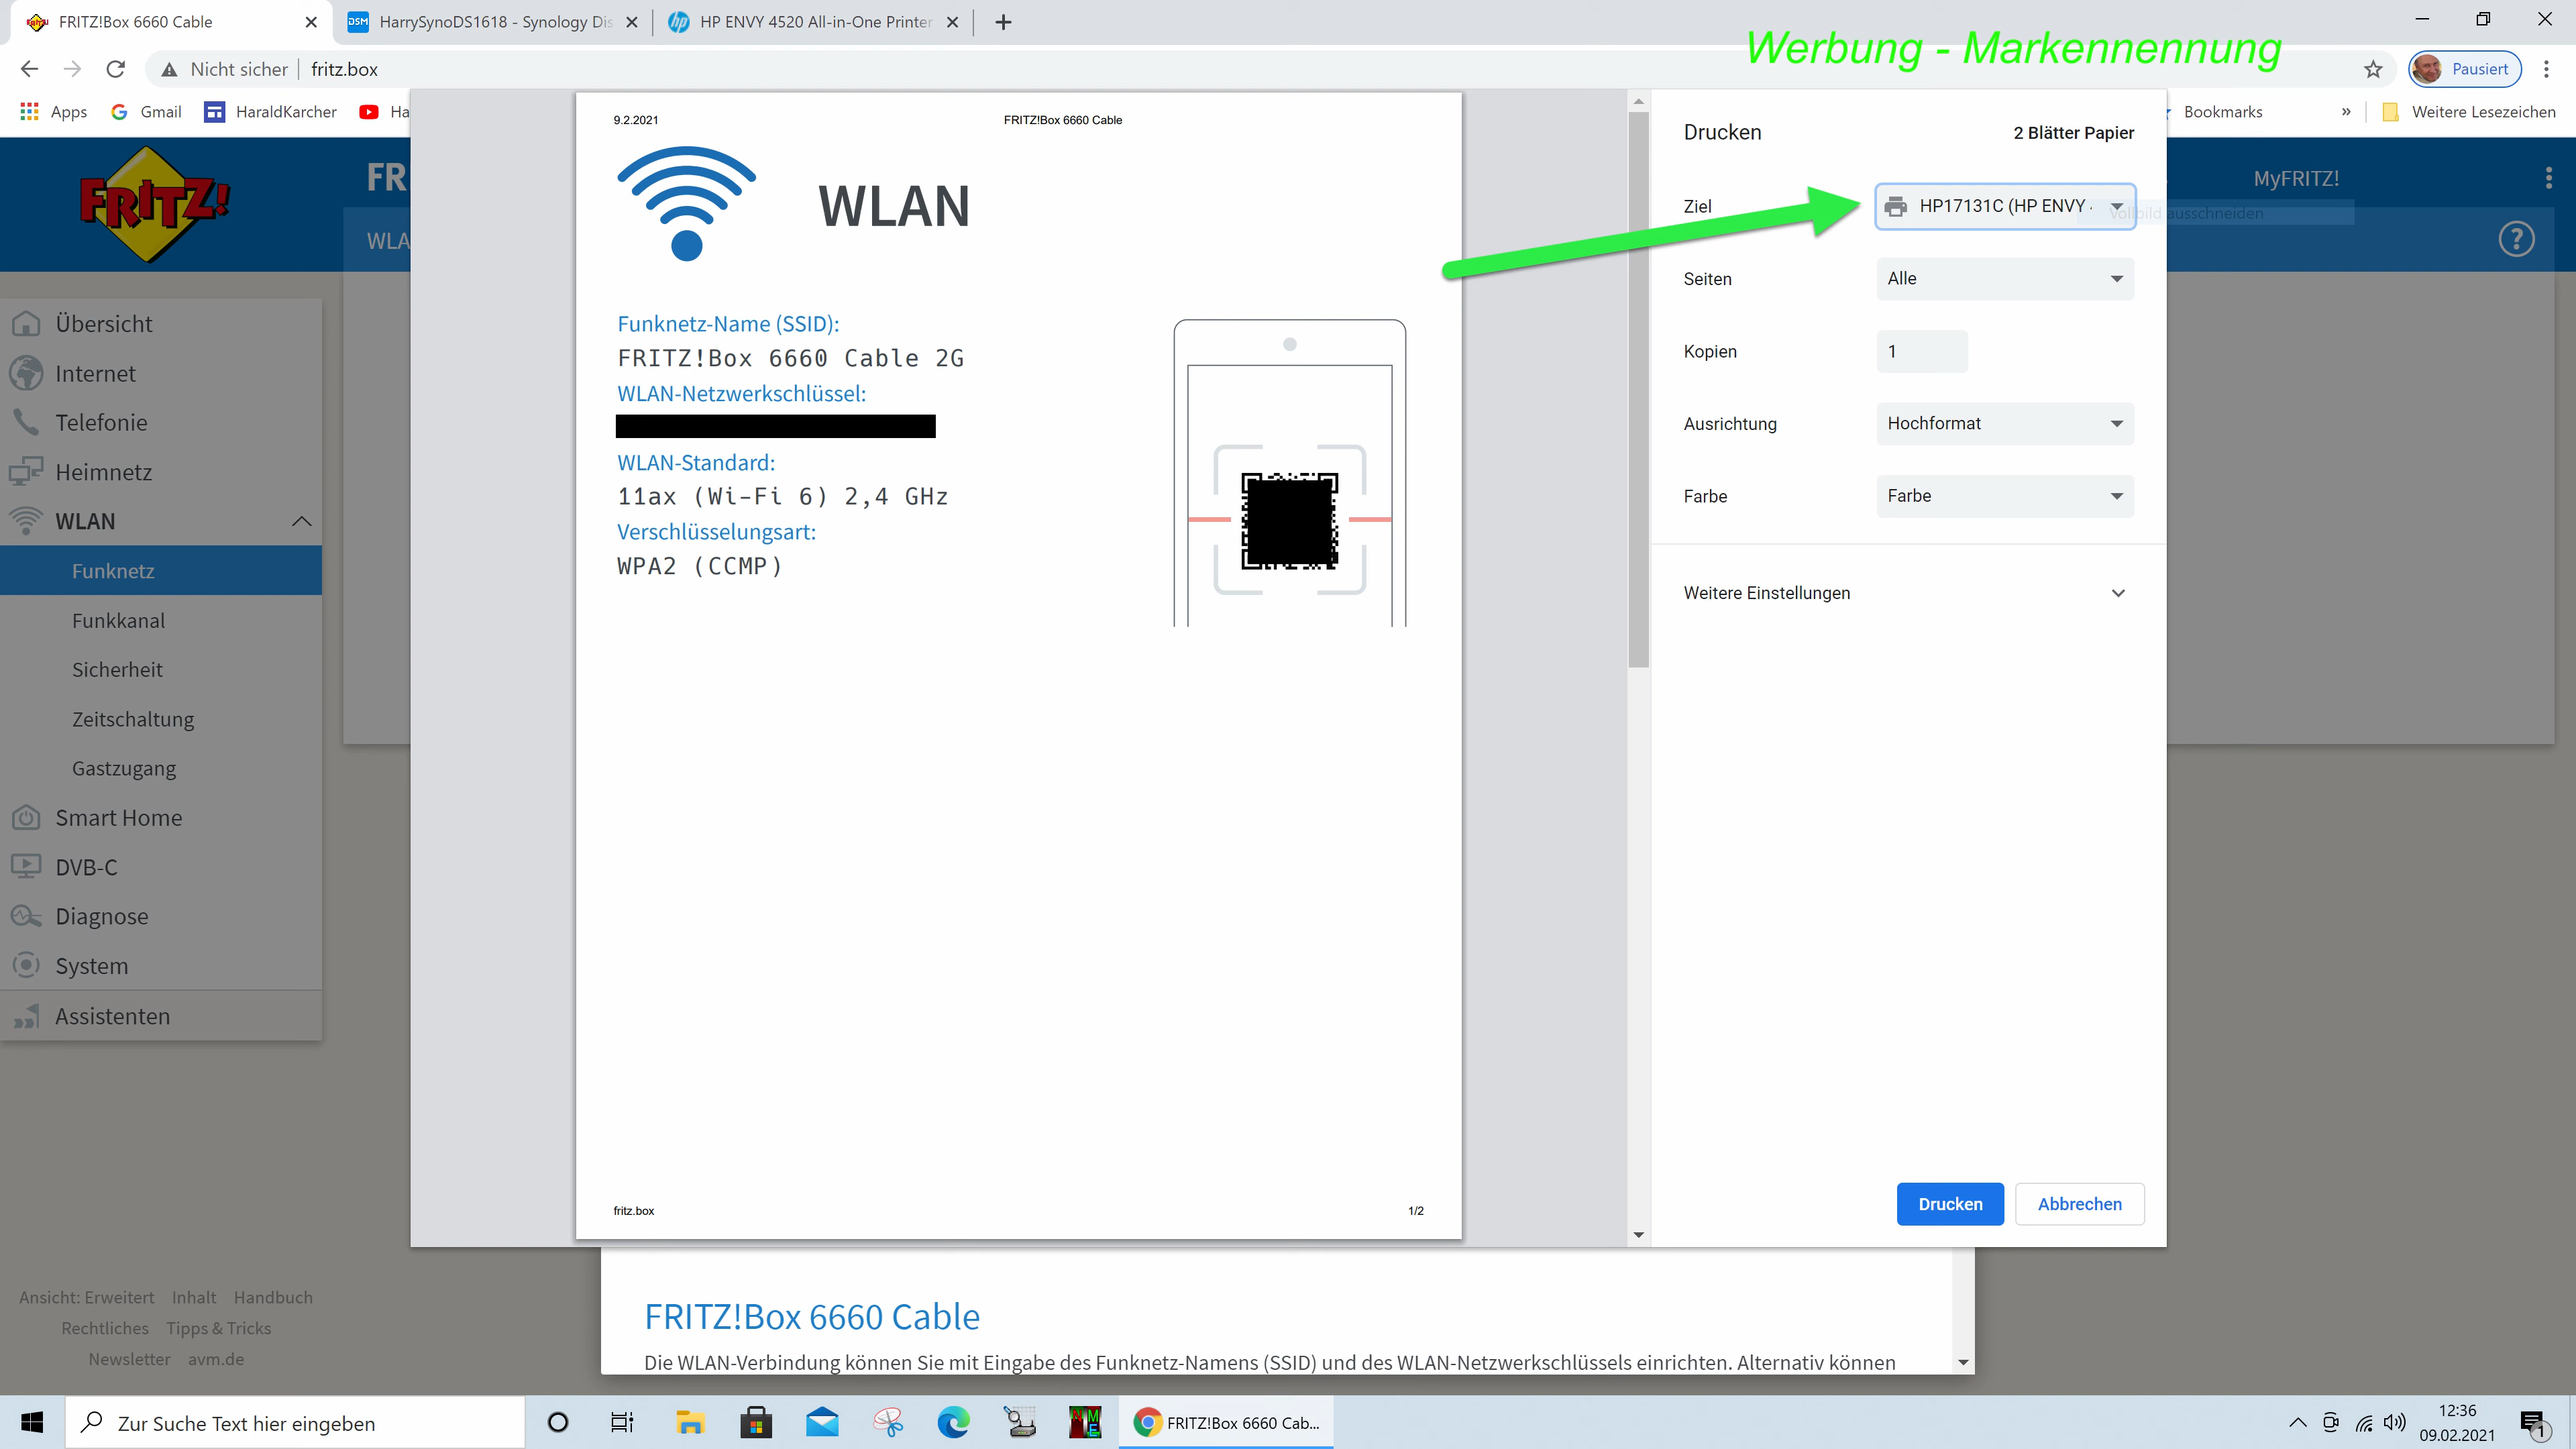 FRITZ!Box 6660 Cable
HarrySynoDS1618 - Synology Dis
HP ENVY 4520 All-in-One Printer
Werbung - Markennennung
Nicht sicher
fritz.box
Pausiert
Apps
Gmail
HaraldKarcher
Ha
Bookmarks
»
Weitere Lesezeichen
FRITZ!
FR
MyFRITZ!
WLA
Übersicht
Internet
Telefonie
Heimnetz
WLAN
Funknetz
Funkkanal
Sicherheit
Zeitschaltung
Gastzugang
Smart Home
DVB-C
Diagnose
System
Assistenten
Ansicht: Erweitert Inhalt Handbuch
Rechtliches Tipps & Tricks
Newsletter avm.de
9.2.2021
FRITZ!Box 6660 Cable
WLAN
Funknetz-Name (SSID):
FRITZ!Box 6660 Cable 2G
WLAN-Netzwerkschlüssel:
WLAN-Standard:
11ax (Wi-Fi 6) 2,4 GHz
Verschlüsselungsart:
WPA2 (CCMP)
fritz.box
1/2
Drucken
2 Blätter Papier
Ziel
HP17131C (HP ENVY
Vollbild ausschneiden
Seiten
Alle
Kopien
1
Ausrichtung
Hochformat
Farbe
Farbe
Weitere Einstellungen
Drucken
Abbrechen
FRITZ!Box 6660 Cable
Die WLAN-Verbindung können Sie mit Eingabe des Funknetz-Namens (SSID) und des WLAN-Netzwerkschlüssels einrichten. Alternativ können
Zur Suche Text hier eingeben
FRITZ!Box 6660 Cab...
12:36
09.02.2021
1